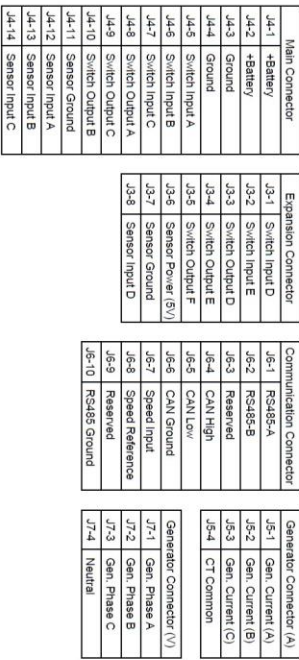 Main Connector
J4-1 +Battery
J4-2 +Battery
J4-3 Ground
J4-4 Ground
J4-5 Switch Input A
J4-6 Switch Input B
J4-7 Switch Input C
J4-8 Switch Output A
J4-9 Switch Output C
J4-10 Switch Output B
J4-11 Sensor Ground
J4-12 Sensor Input A
J4-13 Sensor Input B
J4-14 Sensor Input C
Expansion Connector
J3-1 Switch Input D
J3-2 Switch Input E
J3-3 Switch Output D
J3-4 Switch Output E
J3-5 Switch Output F
J3-6 Sensor Power (5V)
J3-7 Sensor Ground
J3-8 Sensor Input D
Communication Connector
J6-1 RS485-A
J6-2 RS485-B
J6-3 Reserved
J6-4 CAN High
J6-5 CAN Low
J6-6 CAN Ground
J6-7 Speed Input
J6-8 Speed Reference
J6-9 Reserved
J6-10 RS485 Ground
Generator Connector (A)
J5-1 Gen. Current (A)
J5-2 Gen. Current (B)
J5-3 Gen. Current (C)
J5-4 CT Common
Generator Connector (V)
J7-1 Gen. Phase A
J7-2 Gen. Phase B
J7-3 Gen. Phase C
J7-4 Neutral